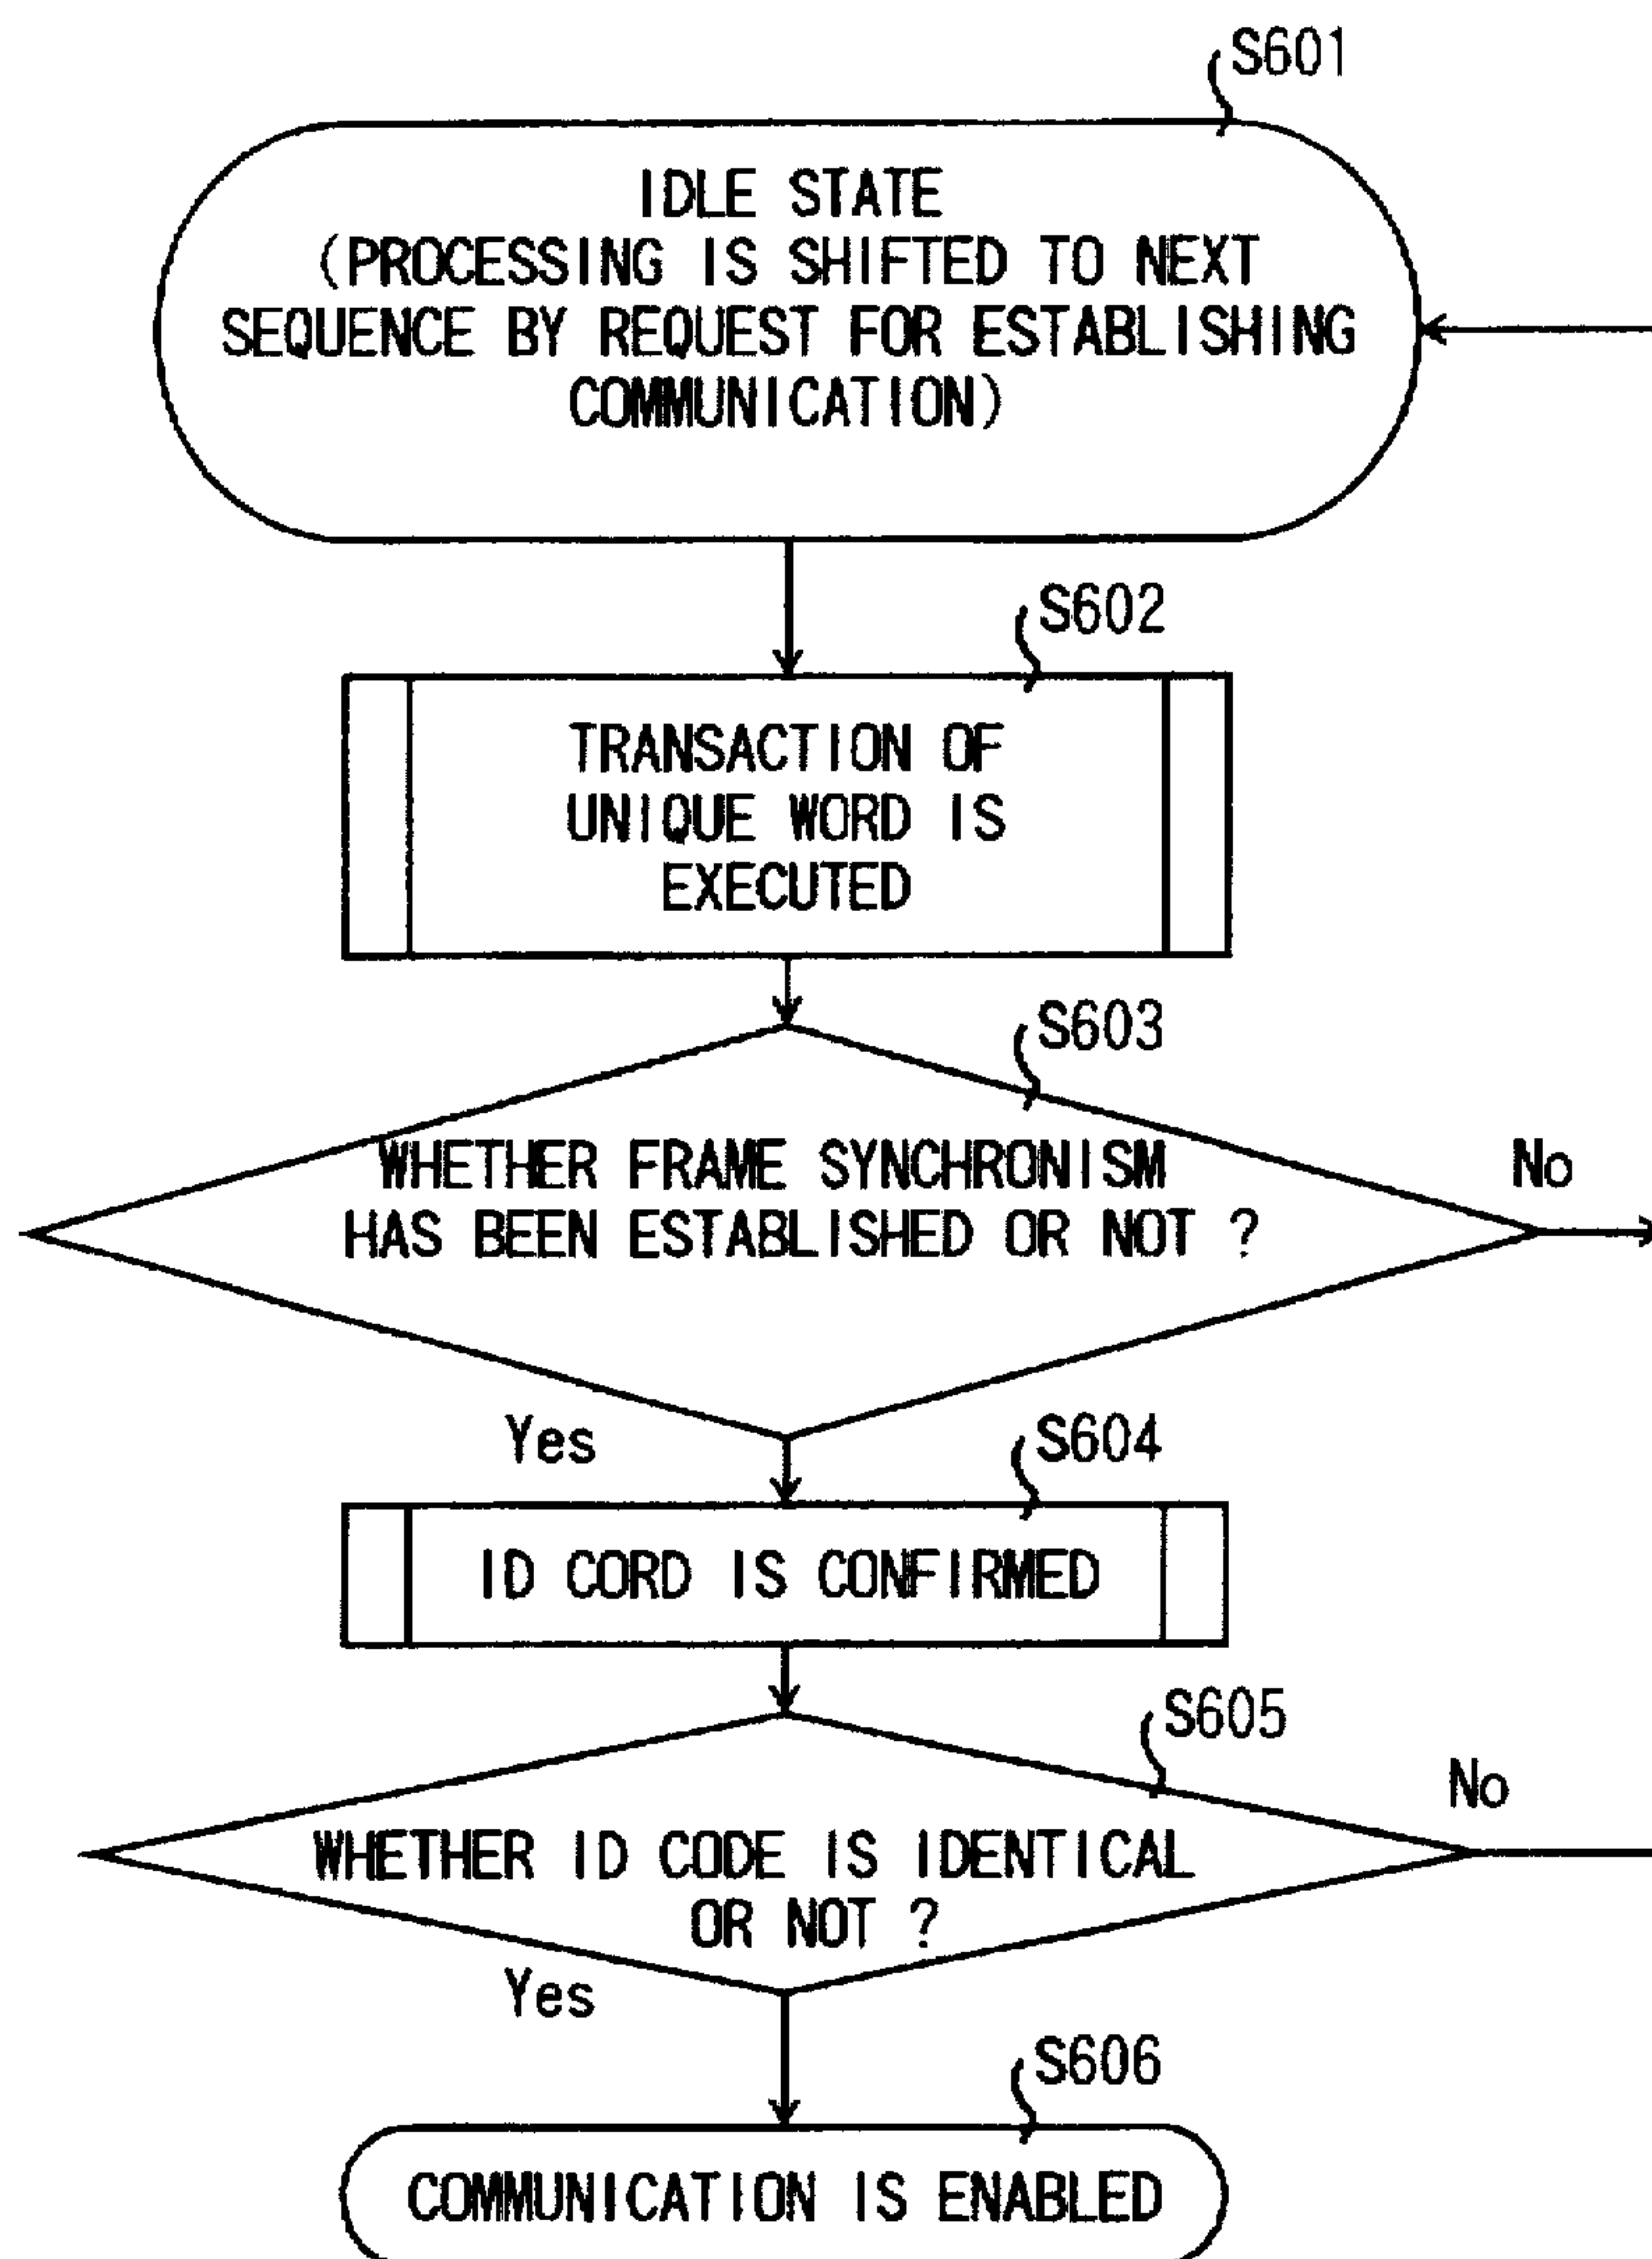 S601
IDLE STATE
(PROCESSING IS SHIFTED TO NEXT
SEQUENCE BY REQUEST FOR ESTABLISHING
COMMUNICATION)
S602
TRANSACTION OF
UNIQUE WORD IS
EXECUTED
S603
WHETHER FRAME SYNCHRONISM
HAS BEEN ESTABLISHED OR NOT ?
No
Yes
S604
ID CORD IS CONFIRMED
S605
No
WHETHER ID CODE IS IDENTICAL
OR NOT ?
Yes
S606
COMMUNICATION IS ENABLED